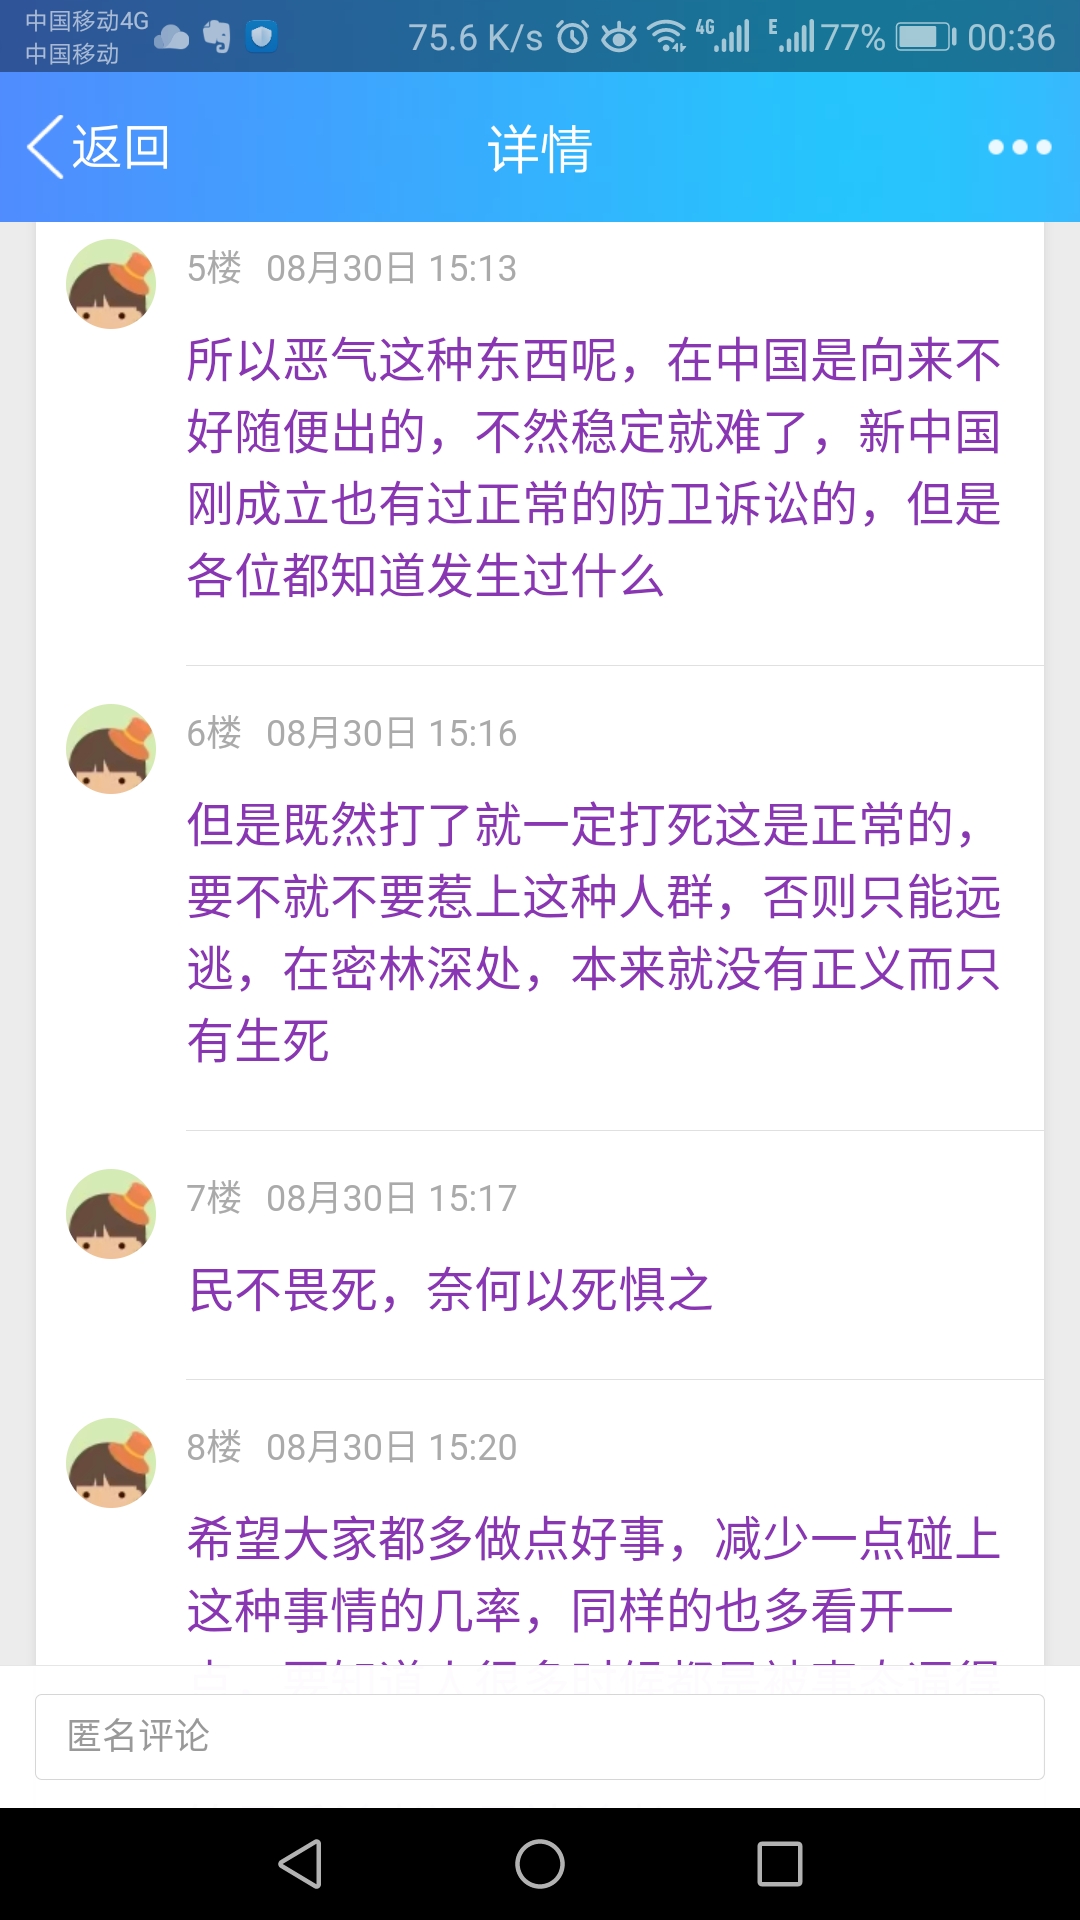 中国移动4G
中国移动
75.6 K/s
4G
E
77%
00:36
返回
详情
5楼 08月30日 15:13
所以恶气这种东西呢，在中国是向来不
好随便出的，不然稳定就难了，新中国
刚成立也有过正常的防卫诉讼的，但是
各位都知道发生过什么
6楼 08月30日 15:16
但是既然打了就一定打死这是正常的，
要不就不要惹上这种人群，否则只能远
逃，在密林深处，本来就没有正义而只
有生死
7楼 08月30日 15:17
民不畏死，奈何以死惧之
8楼 08月30日 15:20
希望大家都多做点好事，减少一点碰上
这种事情的几率，同样的也多看开一
匿名评论